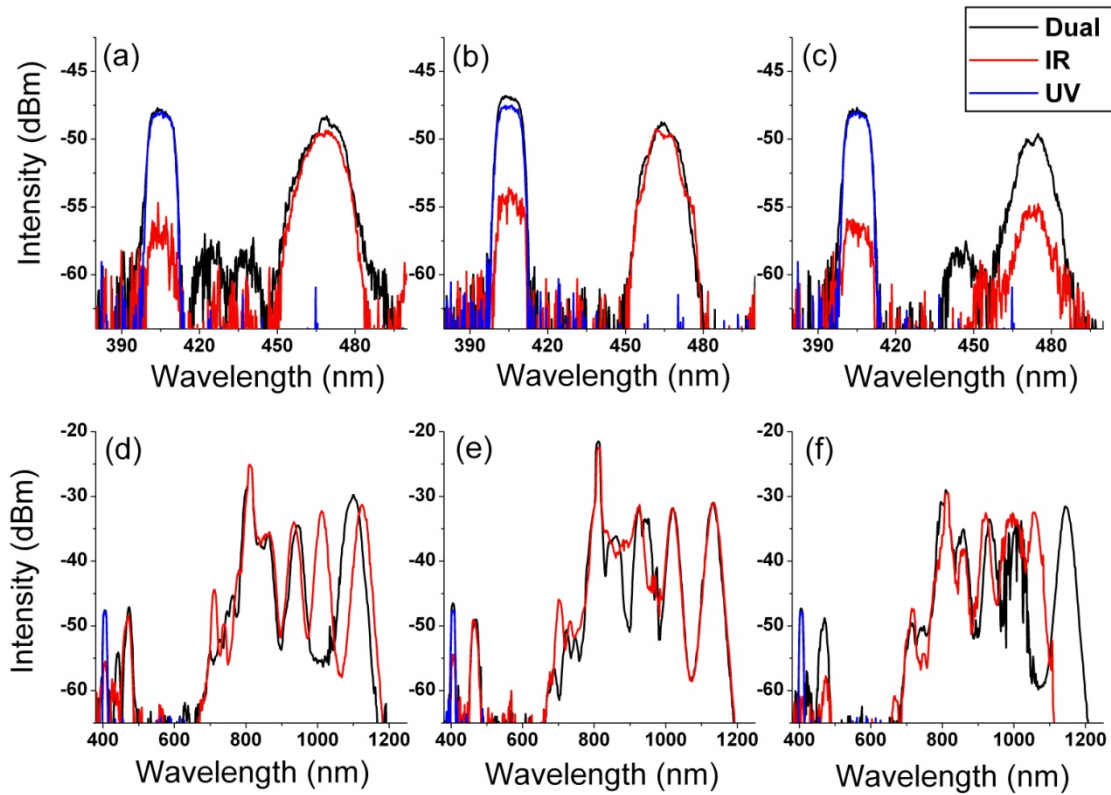 Dual
IR
UV
(a)
(b)
(c)
Intensity (dBm)
-45
-50
-55
-60
-45
-50
-55
-60
-45
-50
-55
-60
390 420 450 480
390 420 450 480
390 420 450 480
Wavelength (nm)
Wavelength (nm)
Wavelength (nm)
(d)
(e)
(f)
Intensity (dBm)
-20
-30
-40
-50
-60
-20
-30
-40
-50
-60
-20
-30
-40
-50
-60
400 600 800 1000 1200
400 600 800 1000 1200
400 600 800 1000 1200
Wavelength (nm)
Wavelength (nm)
Wavelength (nm)